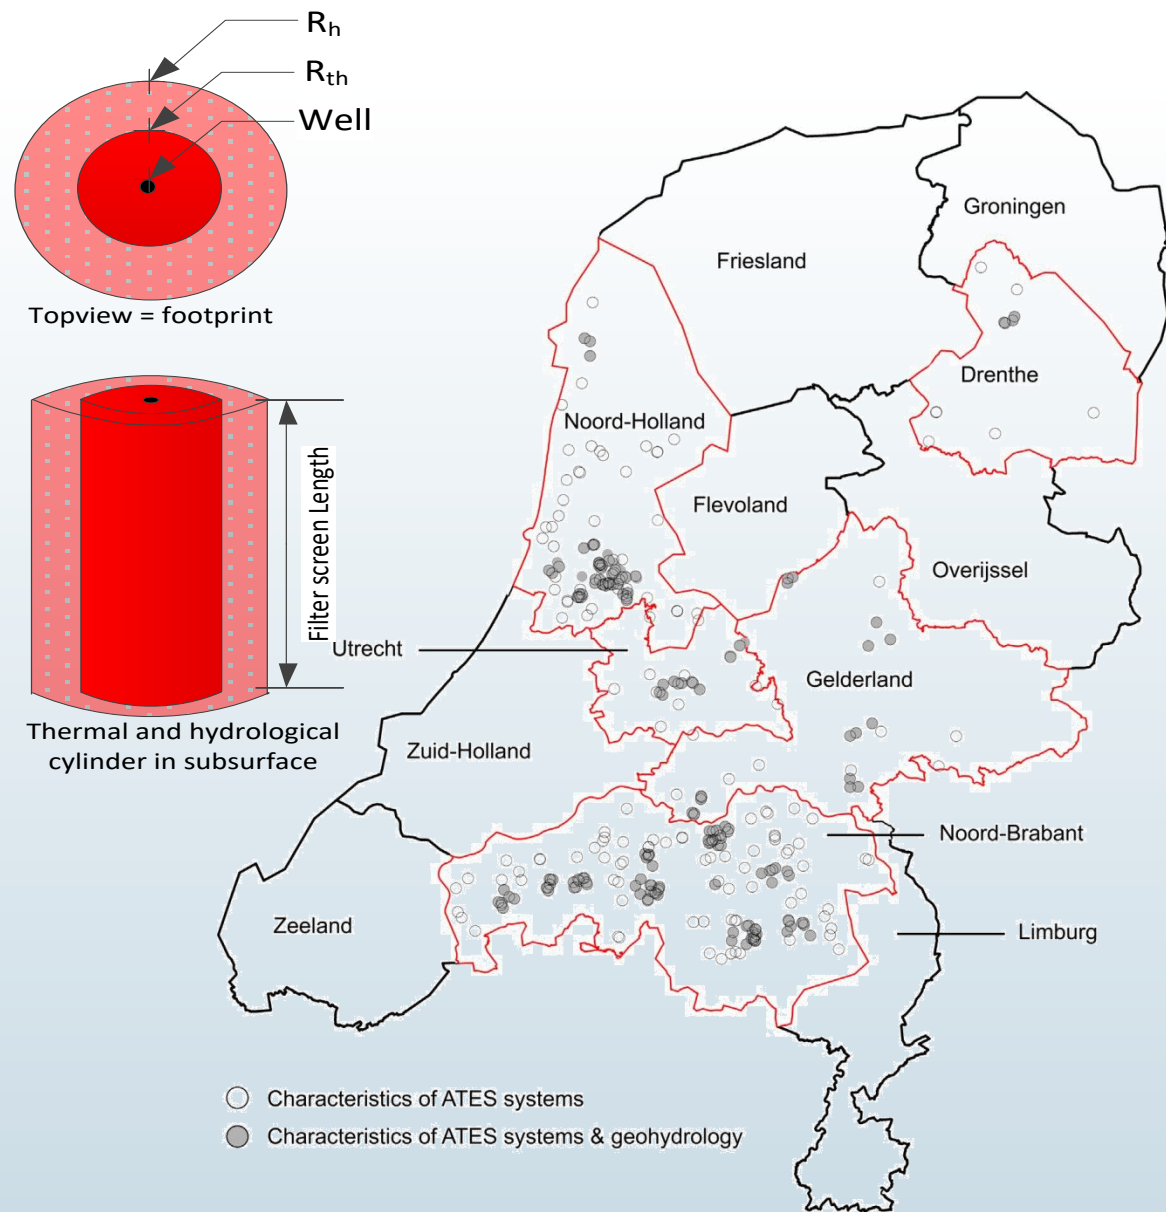 Rh
Rth
Well
Topview = footprint
Filter screen Length
Thermal and hydrological
cylinder in subsurface
Groningen
Friesland
Drenthe
Noord-Holland
Flevoland
Overijssel
Utrecht
Gelderland
Zuid-Holland
Noord-Brabant
Zeeland
Limburg
Characteristics of ATES systems
Characteristics of ATES systems & geohydrology